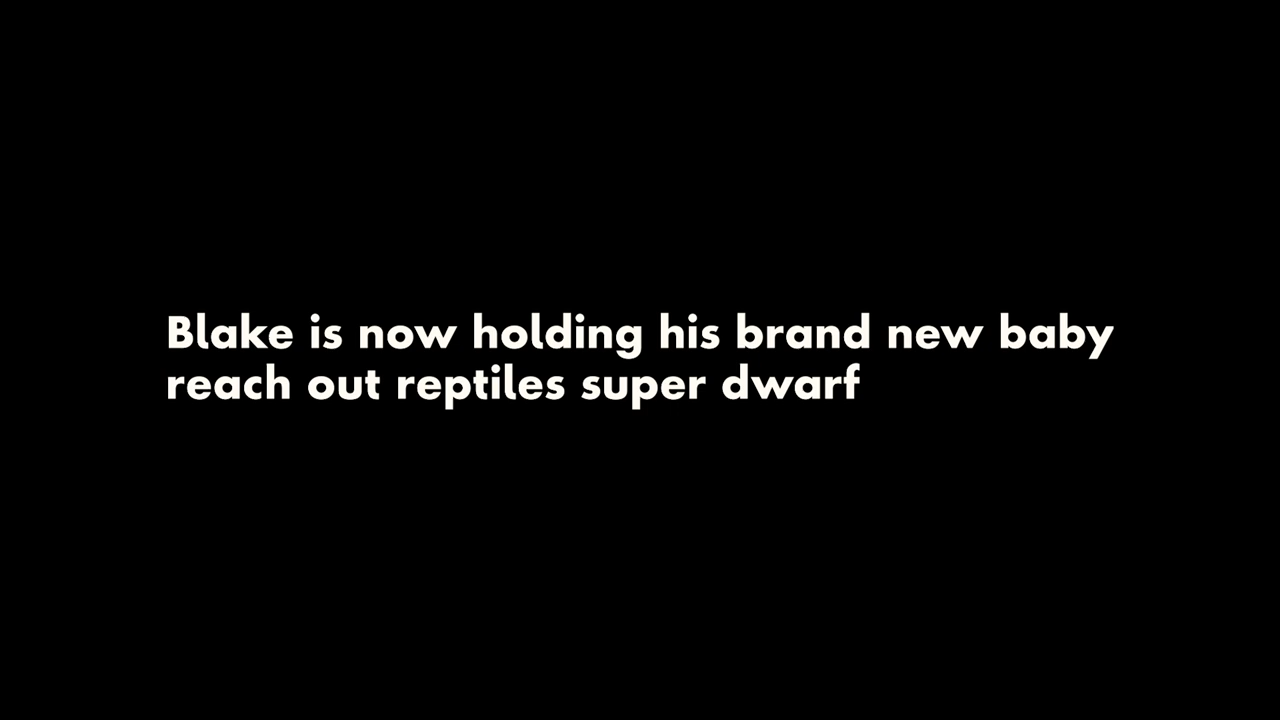 Blake is now holding his brand new baby
reach out reptiles super dwarf